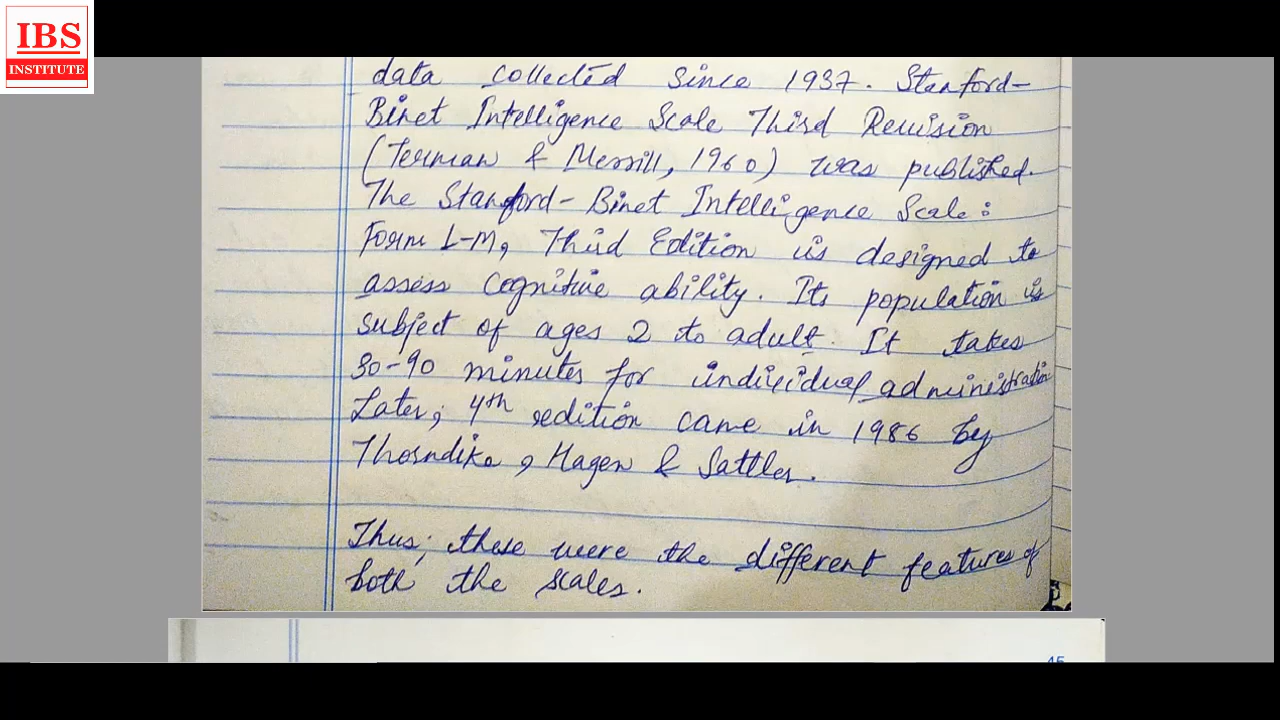 IBS
INSTITUTE
data collected since 1937. Stanford-
Binet Intelligence Scale Third Revision
(Terman & Merrill, 1960) was published.
The Stanford-Binet Intelligence Scale:
Form L-M, Third Edition is designed to
assess cognitive ability. Its population is
subject of ages 2 to adult. It takes
30-90 minutes for individual administration
Later, 4th edition came in 1986 by
Thorndike, Hagen & Sattler.
Thus, these were the different features of
both the scales.